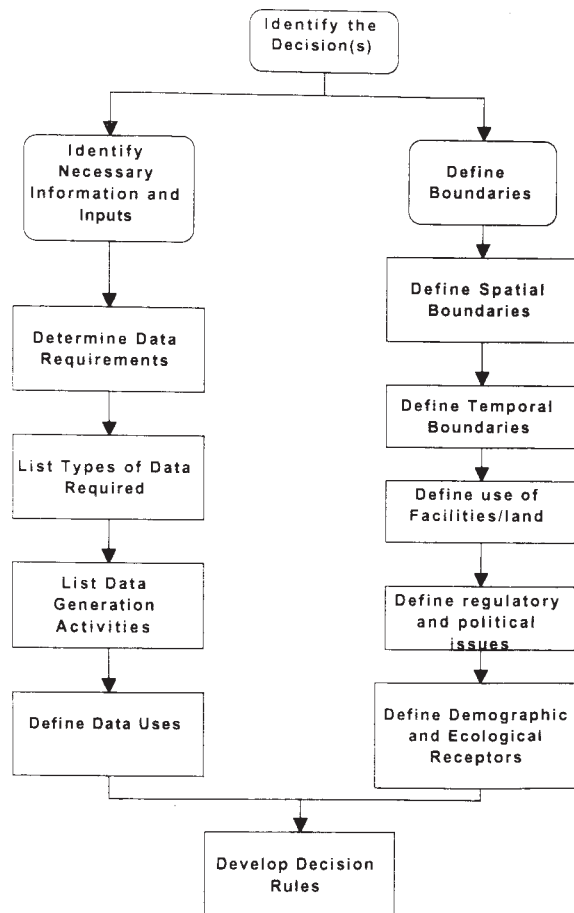 Identify the
Decision(s)
Identify
Necessary
Information and
Inputs
Determine Data
Requirements
List Types of Data
Required
List Data
Generation
Activities
Define Data Uses
Define
Boundaries
Define Spatial
Boundaries
Define Temporal
Boundaries
Define use of
Facilities/land
Define regulatory
and political
issues
Define Demographic
and Ecological
Receptors
Develop Decision
Rules